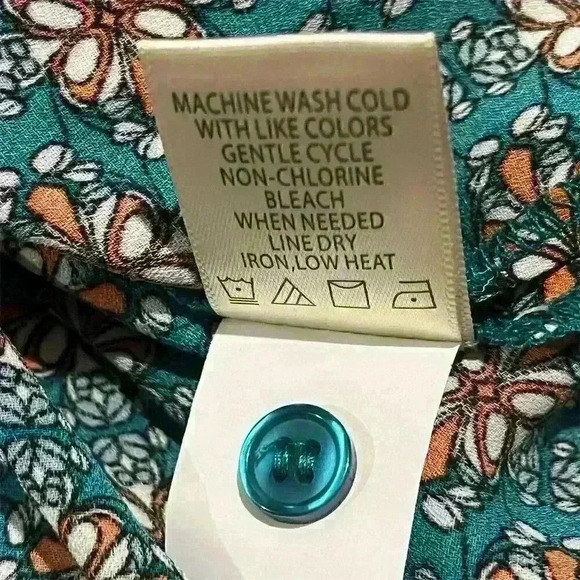 MACHINE WASH COLD
WITH LIKE COLORS
GENTLE CYCLE
NON-CHLORINE
BLEACH
WHEN NEEDED
LINE DRY
IRON,LOW HEAT